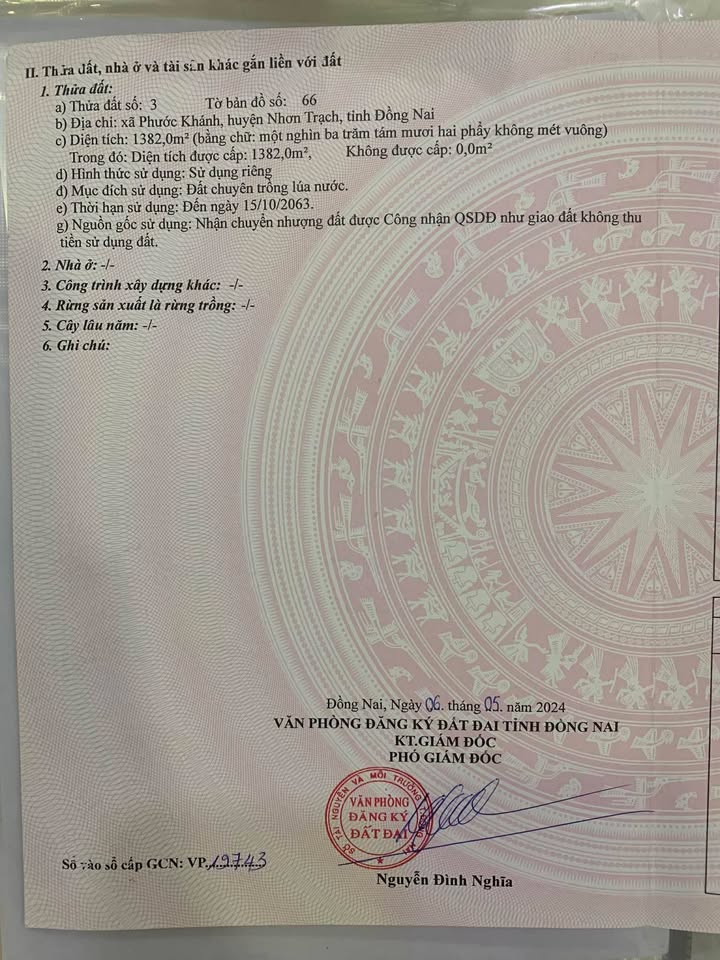 II. Thửa đất, nhà ở và tài sản khác gắn liền với đất
1. Thửa đất:
a) Thửa đất số: 3 Tờ bản đồ số: 66
b) Địa chỉ: xã Phước Khánh, huyện Nhơn Trạch, tỉnh Đồng Nai
c) Diện tích: 1382,0m² (bằng chữ: một nghìn ba trăm tám mươi hai phẩy không mét vuông)
Trong đó: Diện tích được cấp: 1382,0m², Không được cấp: 0,0m²
d) Hình thức sử dụng: Sử dụng riêng
đ) Mục đích sử dụng: Đất chuyên trồng lúa nước.
e) Thời hạn sử dụng: Đến ngày 15/10/2063.
g) Nguồn gốc sử dụng: Nhận chuyển nhượng đất được Công nhận QSDĐ như giao đất không thu
tiền sử dụng đất.
2. Nhà ở: -/-
3. Công trình xây dựng khác: -/-
4. Rừng sản xuất là rừng trồng: -/-
5. Cây lâu năm: -/-
6. Ghi chú:
Đồng Nai, Ngày 06. tháng 05. năm 2024
VĂN PHÒNG ĐĂNG KÝ ĐẤT ĐAI TỈNH ĐỒNG NAI
KT.GIÁM ĐỐC
PHÓ GIÁM ĐỐC
SỞ TÀI NGUYÊN VÀ MÔI TRƯỜNG
VĂN PHÒNG
ĐĂNG KÝ
ĐẤT ĐAI
Số vào sổ cấp GCN: VP.19743
Nguyễn Đình Nghĩa